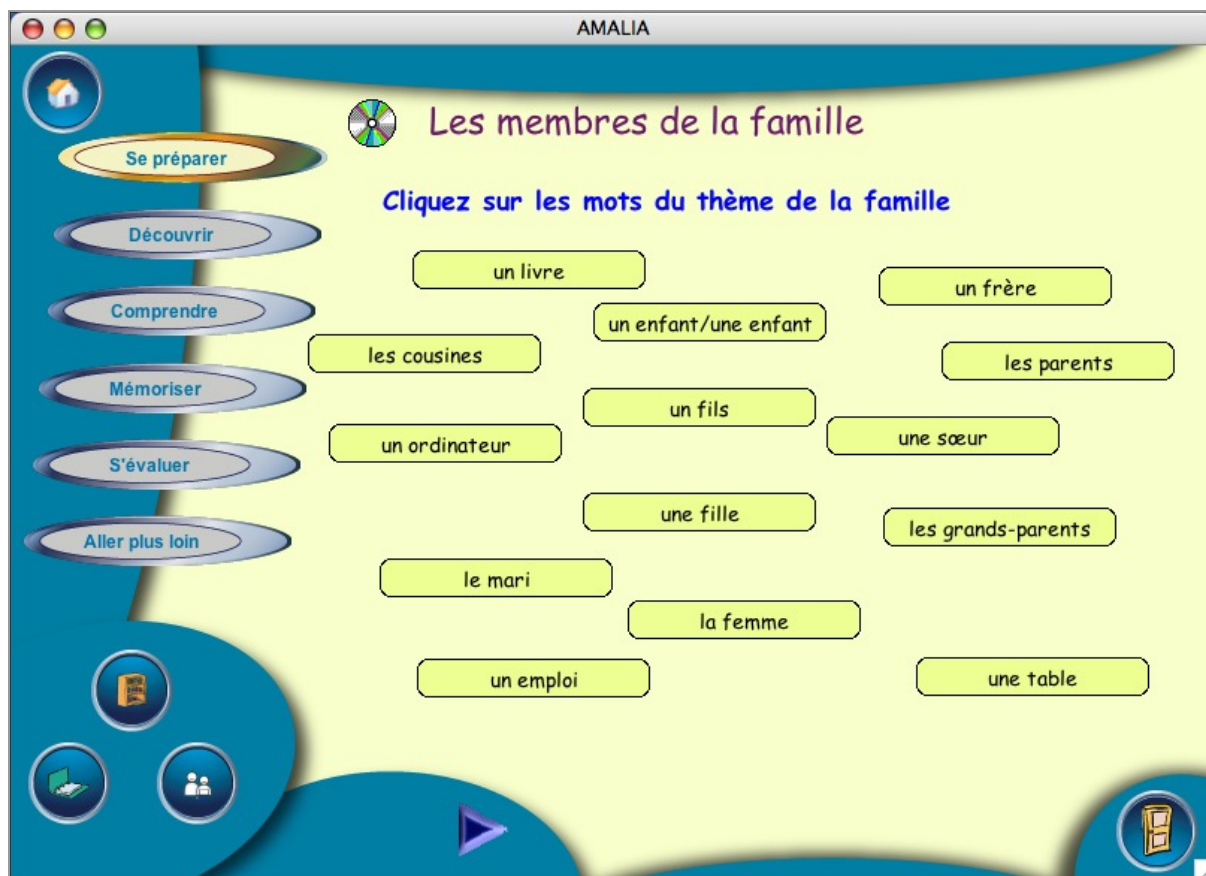 AMALIA
Les membres de la famille
Cliquez sur les mots du thème de la famille
Se préparer
Découvrir
Comprendre
Mémoriser
S'évaluer
Aller plus loin
un livre
un frère
un enfant/une enfant
les cousines
les parents
un fils
un ordinateur
une sœur
une fille
les grands-parents
le mari
la femme
un emploi
une table